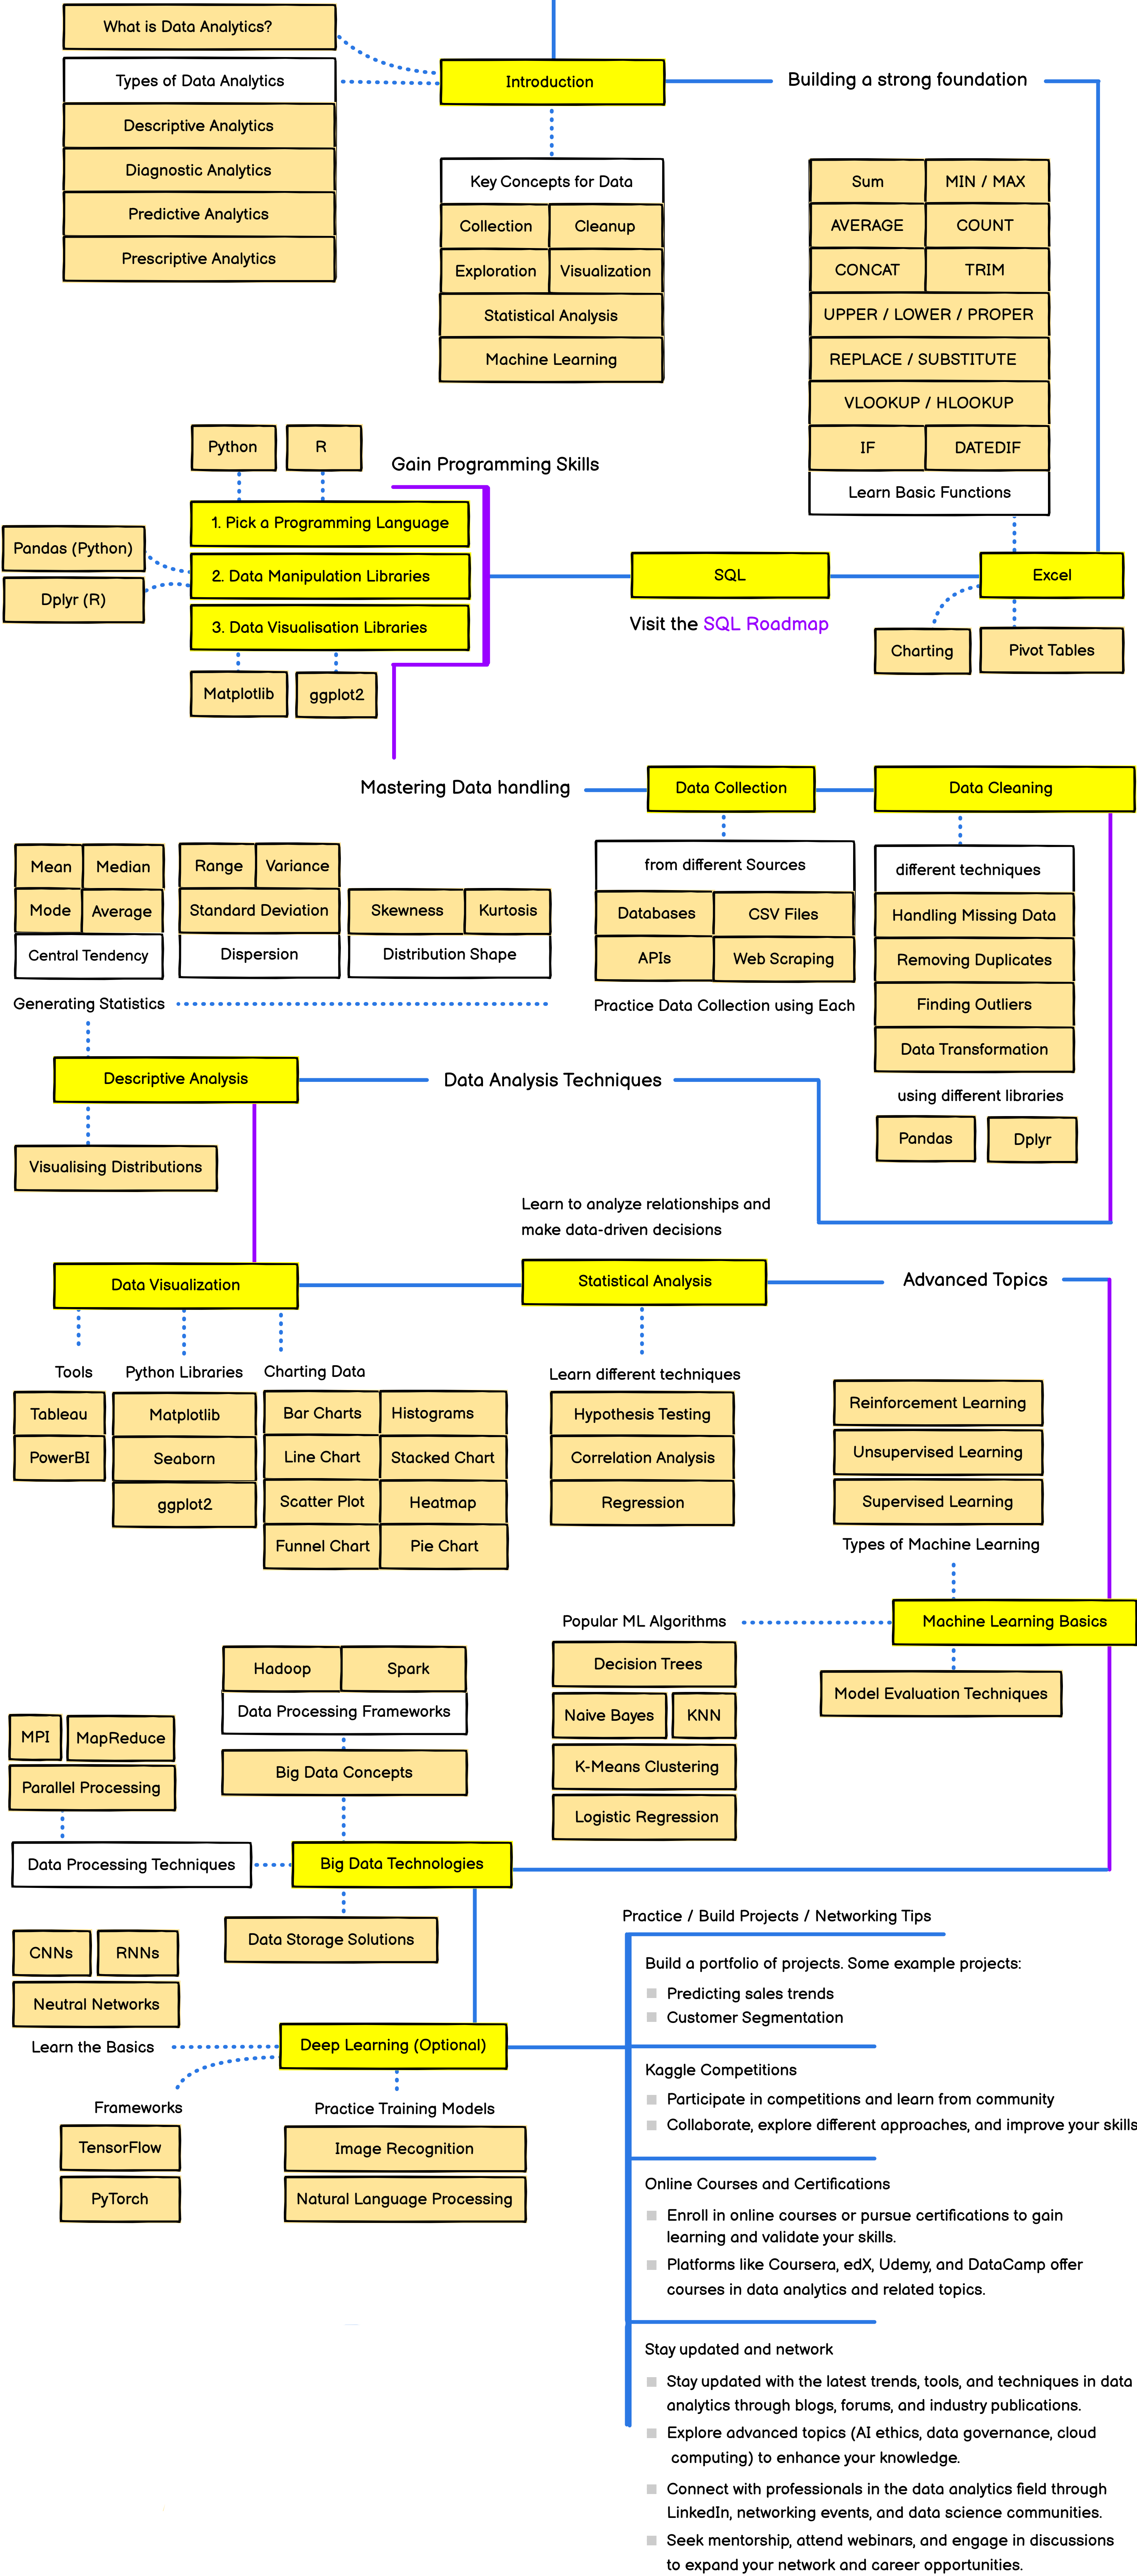 What is Data Analytics?
Types of Data Analytics
Descriptive Analytics
Diagnostic Analytics
Predictive Analytics
Prescriptive Analytics
Introduction
Building a strong foundation
Key Concepts for Data
Collection
Cleanup
Exploration
Visualization
Statistical Analysis
Machine Learning
Sum
MIN / MAX
AVERAGE
COUNT
CONCAT
TRIM
UPPER / LOWER / PROPER
REPLACE / SUBSTITUTE
VLOOKUP / HLOOKUP
IF
DATEDIF
Learn Basic Functions
Excel
Charting
Pivot Tables
SQL
Visit the SQL Roadmap
Gain Programming Skills
Python
R
1. Pick a Programming Language
Pandas (Python)
Dplyr (R)
2. Data Manipulation Libraries
3. Data Visualisation Libraries
Matplotlib
ggplot2
Mastering Data handling
Data Collection
from different Sources
Databases
CSV Files
APIs
Web Scraping
Practice Data Collection using Each
Data Cleaning
different techniques
Handling Missing Data
Removing Duplicates
Finding Outliers
Data Transformation
using different libraries
Pandas
Dplyr
Data Analysis Techniques
Mean
Median
Mode
Average
Central Tendency
Range
Variance
Standard Deviation
Dispersion
Skewness
Kurtosis
Distribution Shape
Generating Statistics
Descriptive Analysis
Visualising Distributions
Data Visualization
Tools
Tableau
PowerBI
Python Libraries
Matplotlib
Seaborn
ggplot2
Charting Data
Bar Charts
Histograms
Line Chart
Stacked Chart
Scatter Plot
Heatmap
Funnel Chart
Pie Chart
Learn to analyze relationships and
make data-driven decisions
Statistical Analysis
Learn different techniques
Hypothesis Testing
Correlation Analysis
Regression
Advanced Topics
Reinforcement Learning
Unsupervised Learning
Supervised Learning
Types of Machine Learning
Machine Learning Basics
Model Evaluation Techniques
Popular ML Algorithms
Decision Trees
Naive Bayes
KNN
K-Means Clustering
Logistic Regression
Hadoop
Spark
Data Processing Frameworks
Big Data Concepts
MPI
MapReduce
Parallel Processing
Data Processing Techniques
Big Data Technologies
Data Storage Solutions
CNNs
RNNs
Neutral Networks
Learn the Basics
Deep Learning (Optional)
Frameworks
TensorFlow
PyTorch
Practice Training Models
Image Recognition
Natural Language Processing
Practice / Build Projects / Networking Tips
Build a portfolio of projects. Some example projects:
Predicting sales trends
Customer Segmentation
Kaggle Competitions
Participate in competitions and learn from community
Collaborate, explore different approaches, and improve your skills
Online Courses and Certifications
Enroll in online courses or pursue certifications to gain
learning and validate your skills.
Platforms like Coursera, edX, Udemy, and DataCamp offer
courses in data analytics and related topics.
Stay updated and network
Stay updated with the latest trends, tools, and techniques in data
analytics through blogs, forums, and industry publications.
Explore advanced topics (AI ethics, data governance, cloud
computing) to enhance your knowledge.
Connect with professionals in the data analytics field through
LinkedIn, networking events, and data science communities.
Seek mentorship, attend webinars, and engage in discussions
to expand your network and career opportunities.